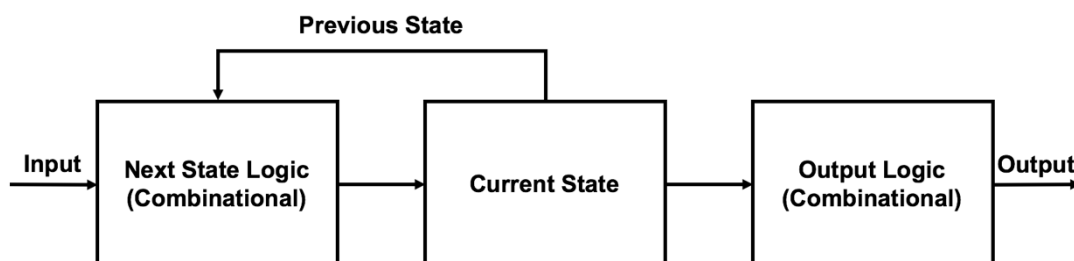 Previous State
Input
Next State Logic
(Combinational)
Current State
Output Logic
(Combinational)
Output